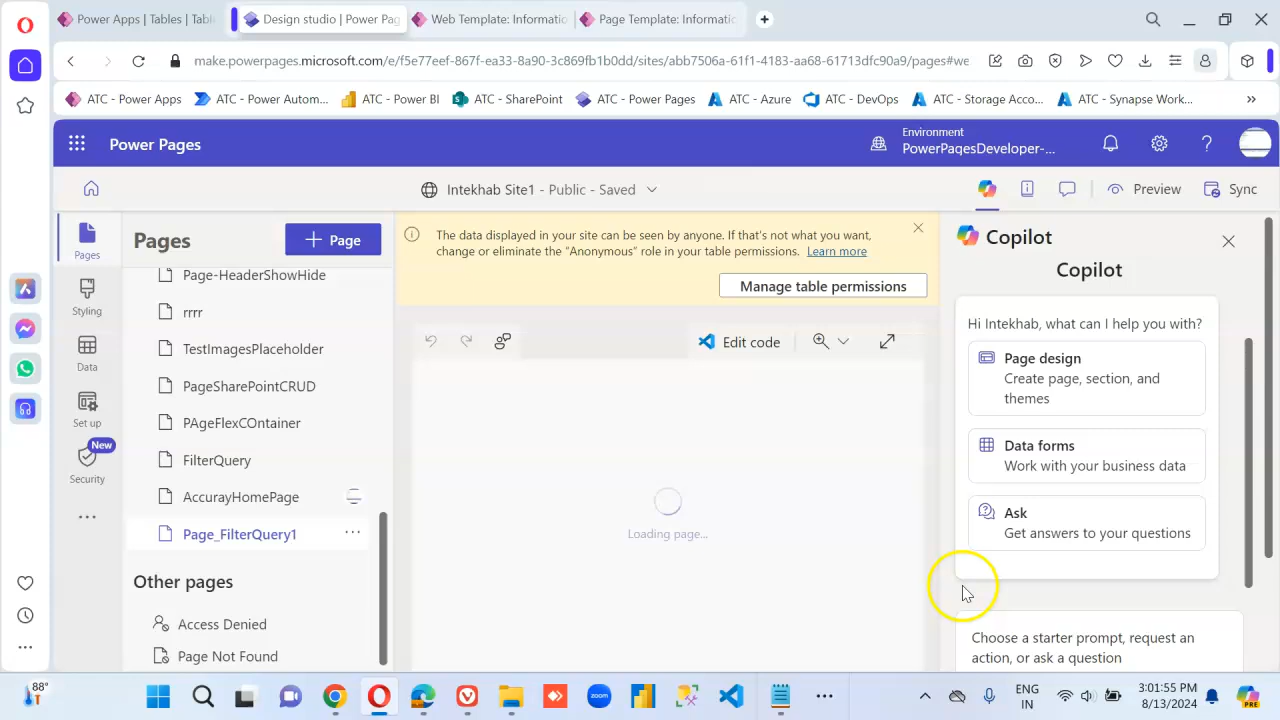 Power Apps | Tables | Table
Design studio | Power Pag
Web Template: Informatio
Page Template: Informatio
make.powerpages.microsoft.com/e/f5e77eef-867f-ea33-8a90-3c869fb1b0dd/sites/abb7506a-61f1-4183-aa68-61713dfc90a9/pages#we
ATC - Power Apps
ATC - Power Autom...
ATC - Power BI
ATC - SharePoint
ATC - Power Pages
ATC - Azure
ATC - DevOps
ATC - Storage Acco...
ATC - Synapse Work...
Power Pages
Environment
PowerPagesDeveloper-...
Intekhab Site1 - Public - Saved
Preview
Sync
Pages
Styling
Data
Set up
New
Security
Pages
Page
Page-HeaderShowHide
rrrr
TestImagesPlaceholder
PageSharePointCRUD
PAgeFlexCOntainer
FilterQuery
AccurayHomePage
Page_FilterQuery1
Other pages
Access Denied
Page Not Found
The data displayed in your site can be seen by anyone. If that's not what you want,
change or eliminate the “Anonymous” role in your table permissions. Learn more
Manage table permissions
Edit code
Loading page...
Copilot
Copilot
Hi Intekhab, what can I help you with?
Page design
Create page, section, and
themes
Data forms
Work with your business data
Ask
Get answers to your questions
Choose a starter prompt, request an
action, or ask a question
88°
ENG
IN
3:01:55 PM
8/13/2024
PRE